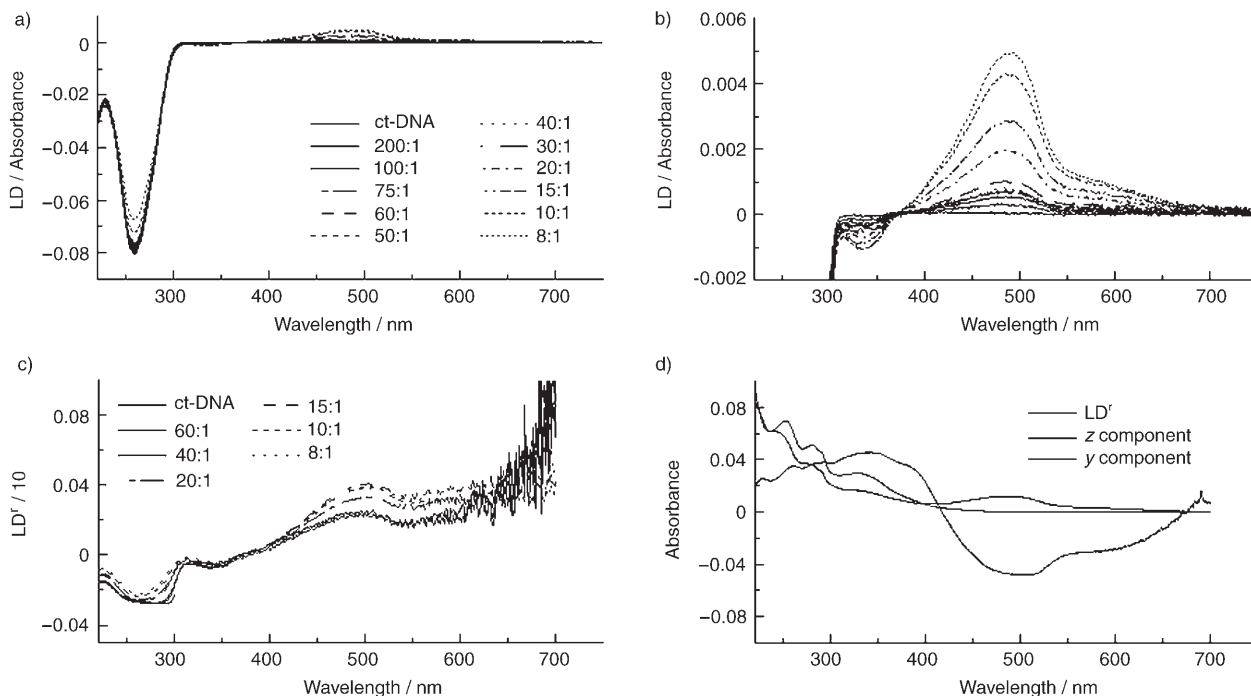 a)
LD / Absorbance
0
−0.02
−0.04
−0.06
−0.08
ct-DNA
200:1
100:1
75:1
60:1
50:1
40:1
30:1
20:1
15:1
10:1
8:1
300 400 500 600 700
Wavelength / nm
b)
LD / Absorbance
0.006
0.004
0.002
0
-0.002
300 400 500 600 700
Wavelength / nm
c)
LDʳ / 10
0.08
0.04
0
−0.04
ct-DNA
60:1
40:1
20:1
15:1
10:1
8:1
300 400 500 600 700
Wavelength / nm
d)
Absorbance
0.08
0.04
0
−0.04
−0.08
LDʳ
z component
y component
300 400 500 600 700
Wavelength / nm